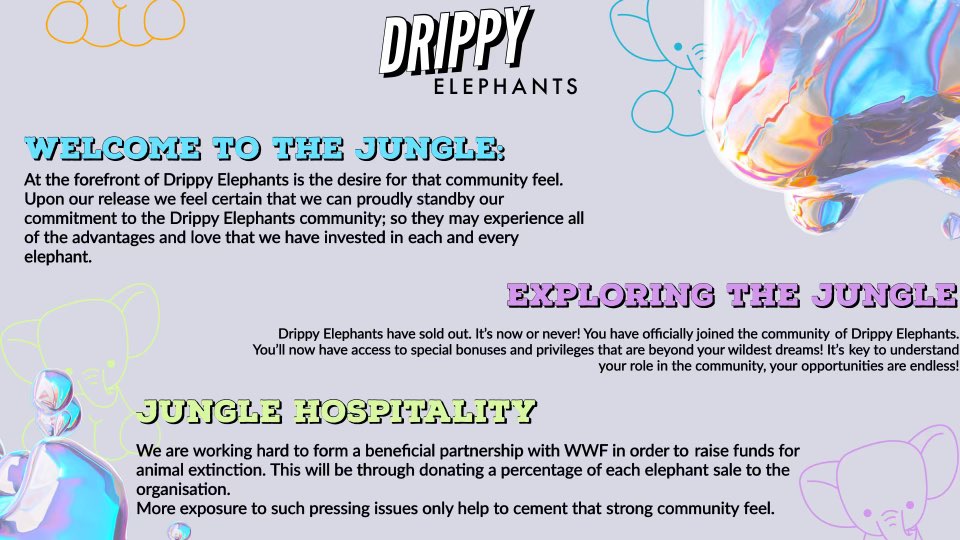 DRIPPY
ELEPHANTS
WELCOME TO THE JUNGLE:
At the forefront of Drippy Elephants is the desire for that community feel.
Upon our release we feel certain that we can proudly standby our
commitment to the Drippy Elephants community; so they may experience all
of the advantages and love that we have invested in each and every
elephant.
EXPLORING THE JUNGLE
Drippy Elephants have sold out. It's now or never! You have officially joined the community of Drippy Elephants.
You'll now have access to special bonuses and privileges that are beyond your wildest dreams! It's key to understand
your role in the community, your opportunities are endless!
JUNGLE HOSPITALITY
We are working hard to form a beneficial partnership with WWF in order to raise funds for
animal extinction. This will be through donating a percentage of each elephant sale to the
organisation.
More exposure to such pressing issues only help to cement that strong community feel.